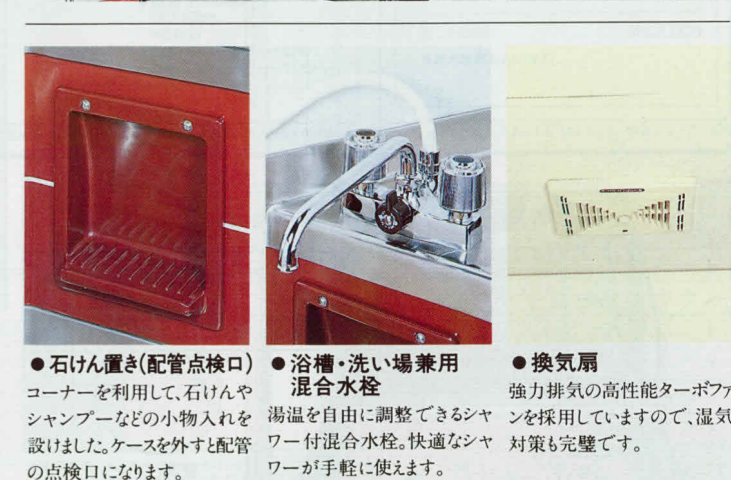 ●石けん置き(配管点検口)
コーナーを利用して、石けんや
シャンプーなどの小物入れを
設けました。ケースを外すと配管
の点検口になります。
●浴槽・洗い場兼用
混合水栓
湯温を自由に調整できるシャ
ワー付混合水栓。快適なシャ
ワーが手軽に使えます。
●換気扇
強力排気の高性能ターボファ
ンを採用していますので、湿気
対策も完璧です。